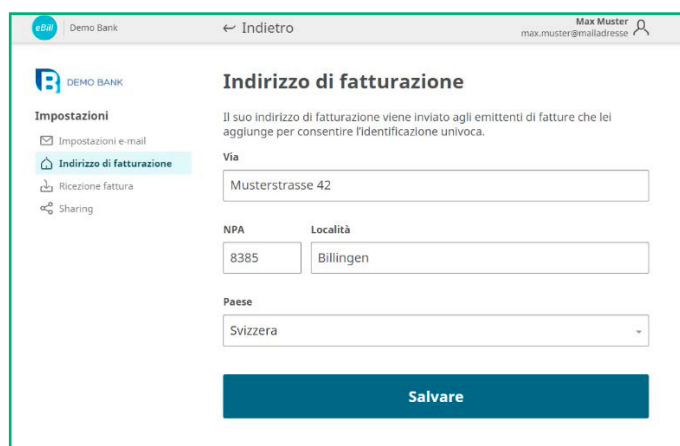 eBill
Demo Bank
← Indietro
Max Muster
max.muster@mailadresse
DEMO BANK
Impostazioni
Impostazioni e-mail
Indirizzo di fatturazione
Ricezione fattura
Sharing
Indirizzo di fatturazione
Il suo indirizzo di fatturazione viene inviato agli emittenti di fatture che lei
aggiunge per consentire l'identificazione univoca.
Via
Musterstrasse 42
NPA Località
8385 Billingen
Paese
Svizzera
Salvare